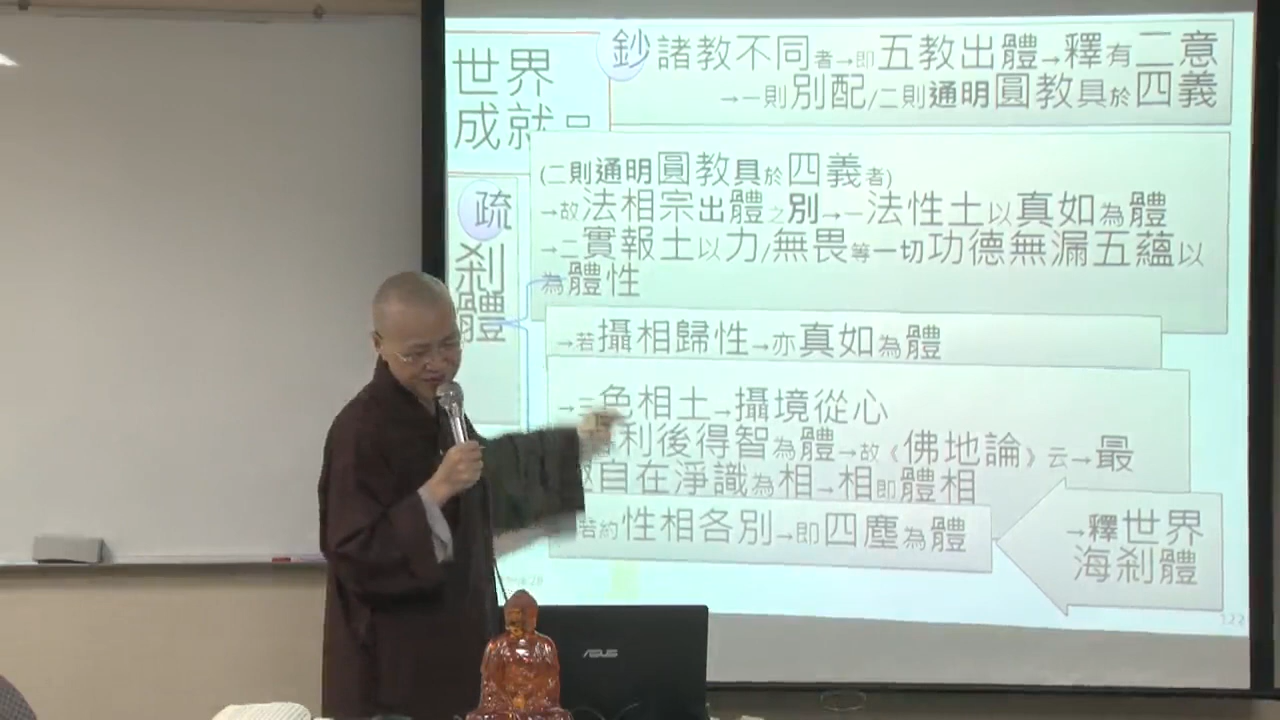 世界
成就品
鈔 諸教不同者→即五教出體→釋有二意
→一則別配/二則通明圓教具於四義
疏
剎
體
(二則通明圓教具於四義者)
→故法相宗出體之別→一法性土以真如為體
→二實報土以力/無畏等一切功德無漏五蘊以
為體性
→若攝相歸性→亦真如為體
→三色相土→攝境從心
利後得智為體→故《佛地論》云→最
自在淨識為相→相即體相
若約性相各別→即四塵為體
→釋世界
海剎體
122
ASUS